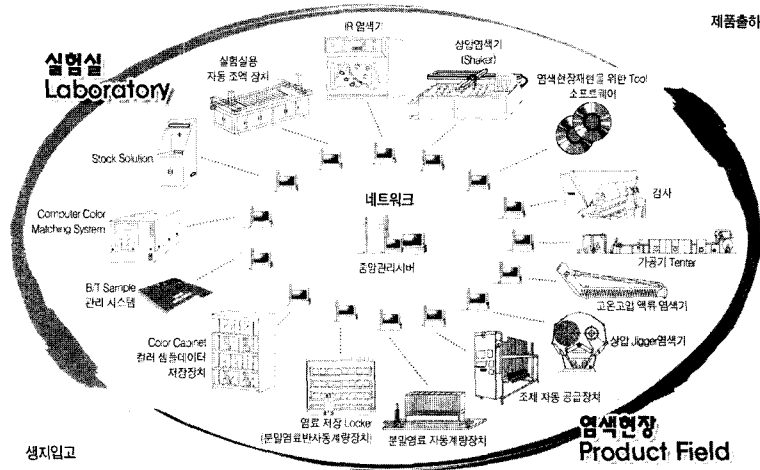 제품출하
실험실
Laboratory
IR 염색기
실험실용
자동 조액 장치
상압염색기
(Shaker)
염색현장재현을 위한 Tool
소프트웨어
Stock Solution
검사
네트워크
Computer Color
Matching System
중앙관리서버
가공기 Tenter
B/T Sample
관리 시스템
고온고압 액류 염색기
Color Cabinet
컬러 샘플데이터
저장장치
상압 Jigger염색기
조제 자동 공급장치
염료 저장 Locker
(분말염료반자동계량장치)
분말염료 자동계량장치
염색현장
Product Field
생지입고